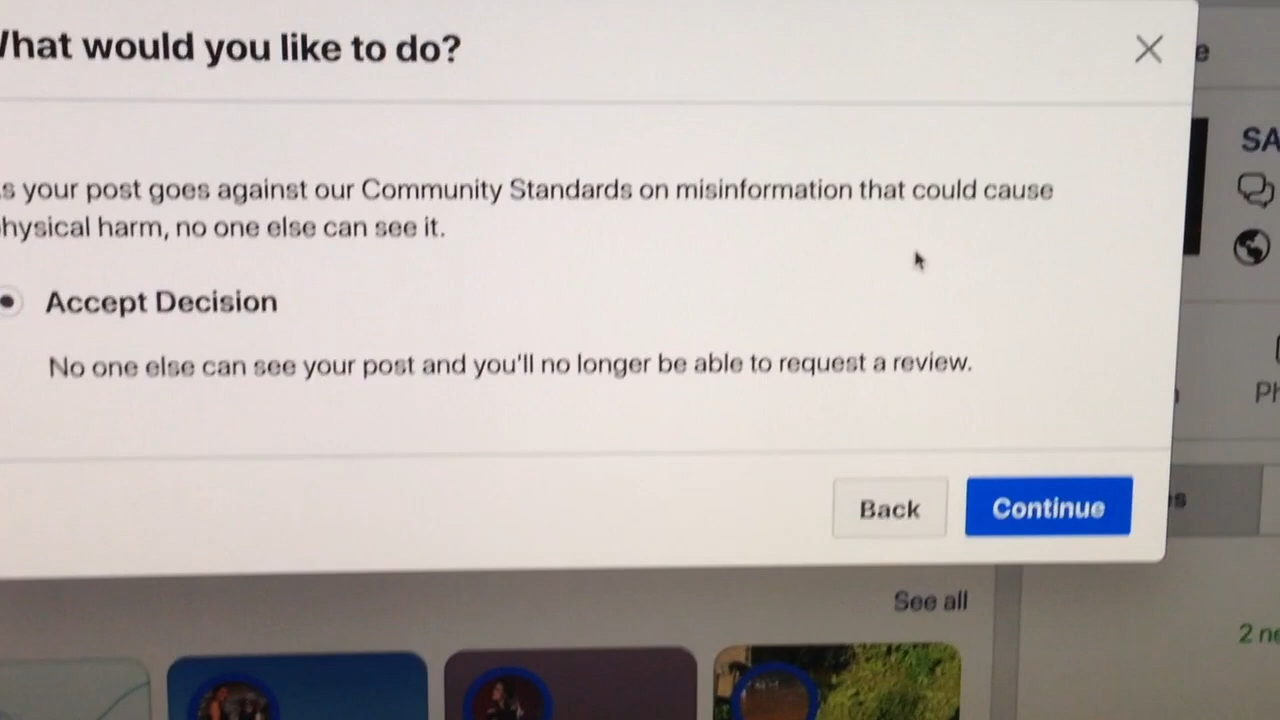 What would you like to do?
s your post goes against our Community Standards on misinformation that could cause
hysical harm, no one else can see it.
Accept Decision
No one else can see your post and you'll no longer be able to request a review.
Back
Continue
See all
SA
Ph
2 ne